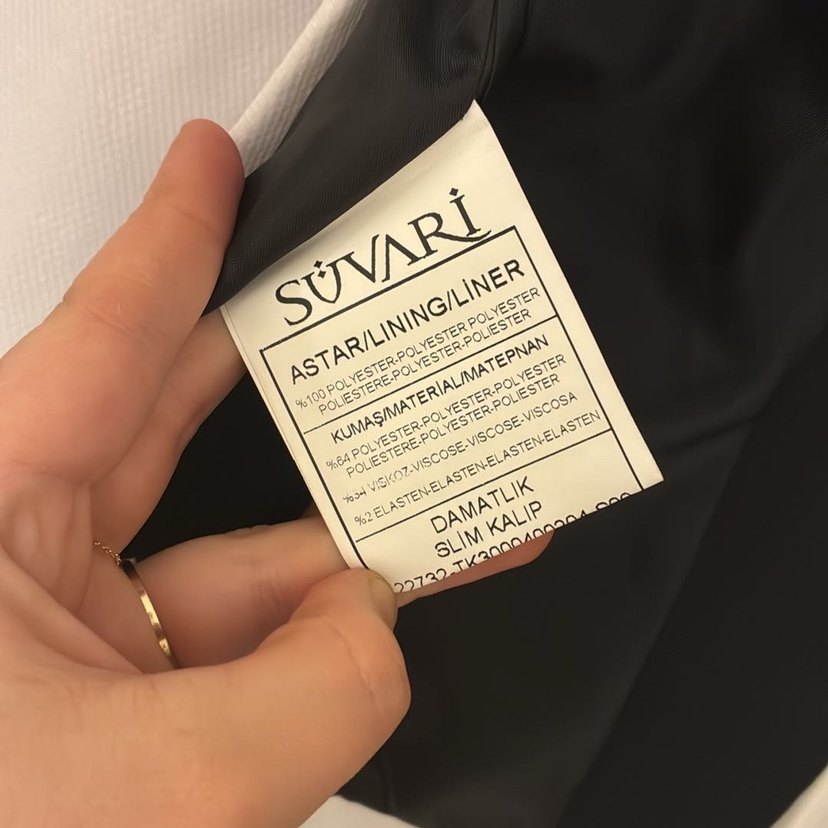 SÜVARİ
ASTAR/LINING/LINER
%100 POLYESTER-POLYESTER POLYESTER
POLIESTERE-POLYESTER-POLIESTER
KUMAŞ/MATERIAL/MATEPNAN
%64 POLYESTER-POLYESTER-POLYESTER
POLIESTERE-POLYESTER-POLIESTER
%34 VISKOZ-VISCOSE-VISCOSE-VISCOSA
%2 ELASTEN-ELASTEN-ELASTEN-ELASTEN
DAMATLIK
SLIM KALIP